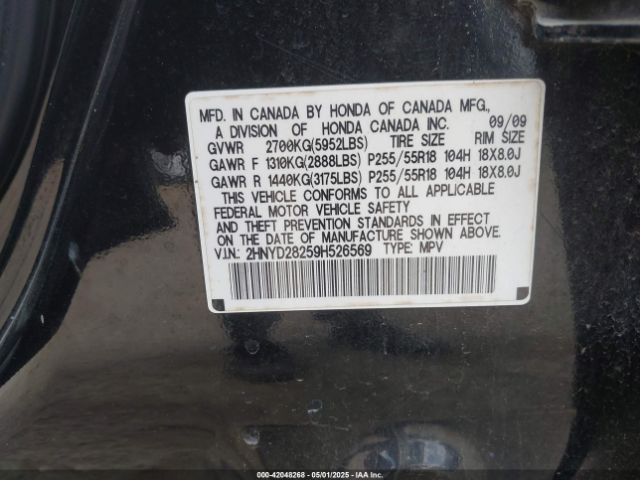 MFD. IN CANADA BY HONDA OF CANADA MFG.,
A DIVISION OF HONDA CANADA INC. 09/09
GVWR 2700KG(5952LBS) TIRE SIZE RIM SIZE
GAWR F 1310KG(2888LBS) P255/55R18 104H 18X8.0J
GAWR R 1440KG(3175LBS) P255/55R18 104H 18X8.0J
THIS VEHICLE CONFORMS TO ALL APPLICABLE
FEDERAL MOTOR VEHICLE SAFETY
AND THEFT PREVENTION STANDARDS IN EFFECT
ON THE DATE OF MANUFACTURE SHOWN ABOVE.
V.I.N.: 2HNYD28259H526569 TYPE: MPV
000-42048268 - 05/01/2025 - IAAI.CA